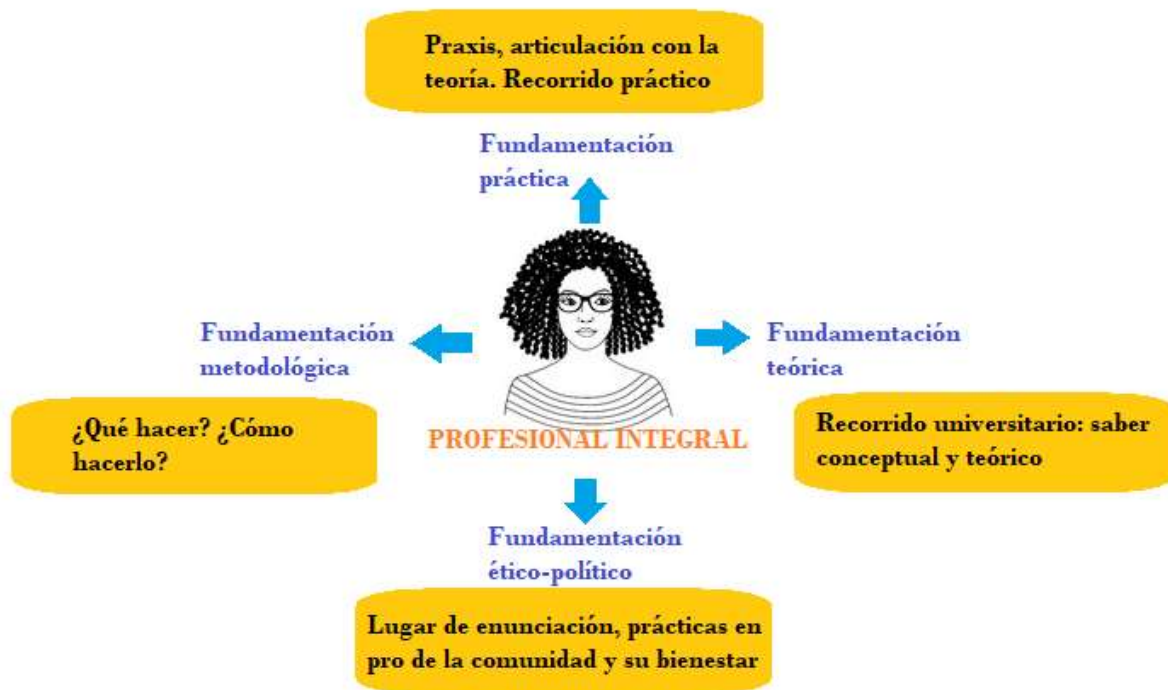 Praxis, articulación con la
teoría. Recorrido práctico
Fundamentación
práctica
Fundamentación
metodológica
¿Qué hacer? ¿Cómo
hacerlo?
Fundamentación
teórica
Recorrido universitario: saber
conceptual y teórico
PROFESIONAL INTEGRAL
Fundamentación
ético-político
Lugar de enunciación, prácticas en
pro de la comunidad y su bienestar